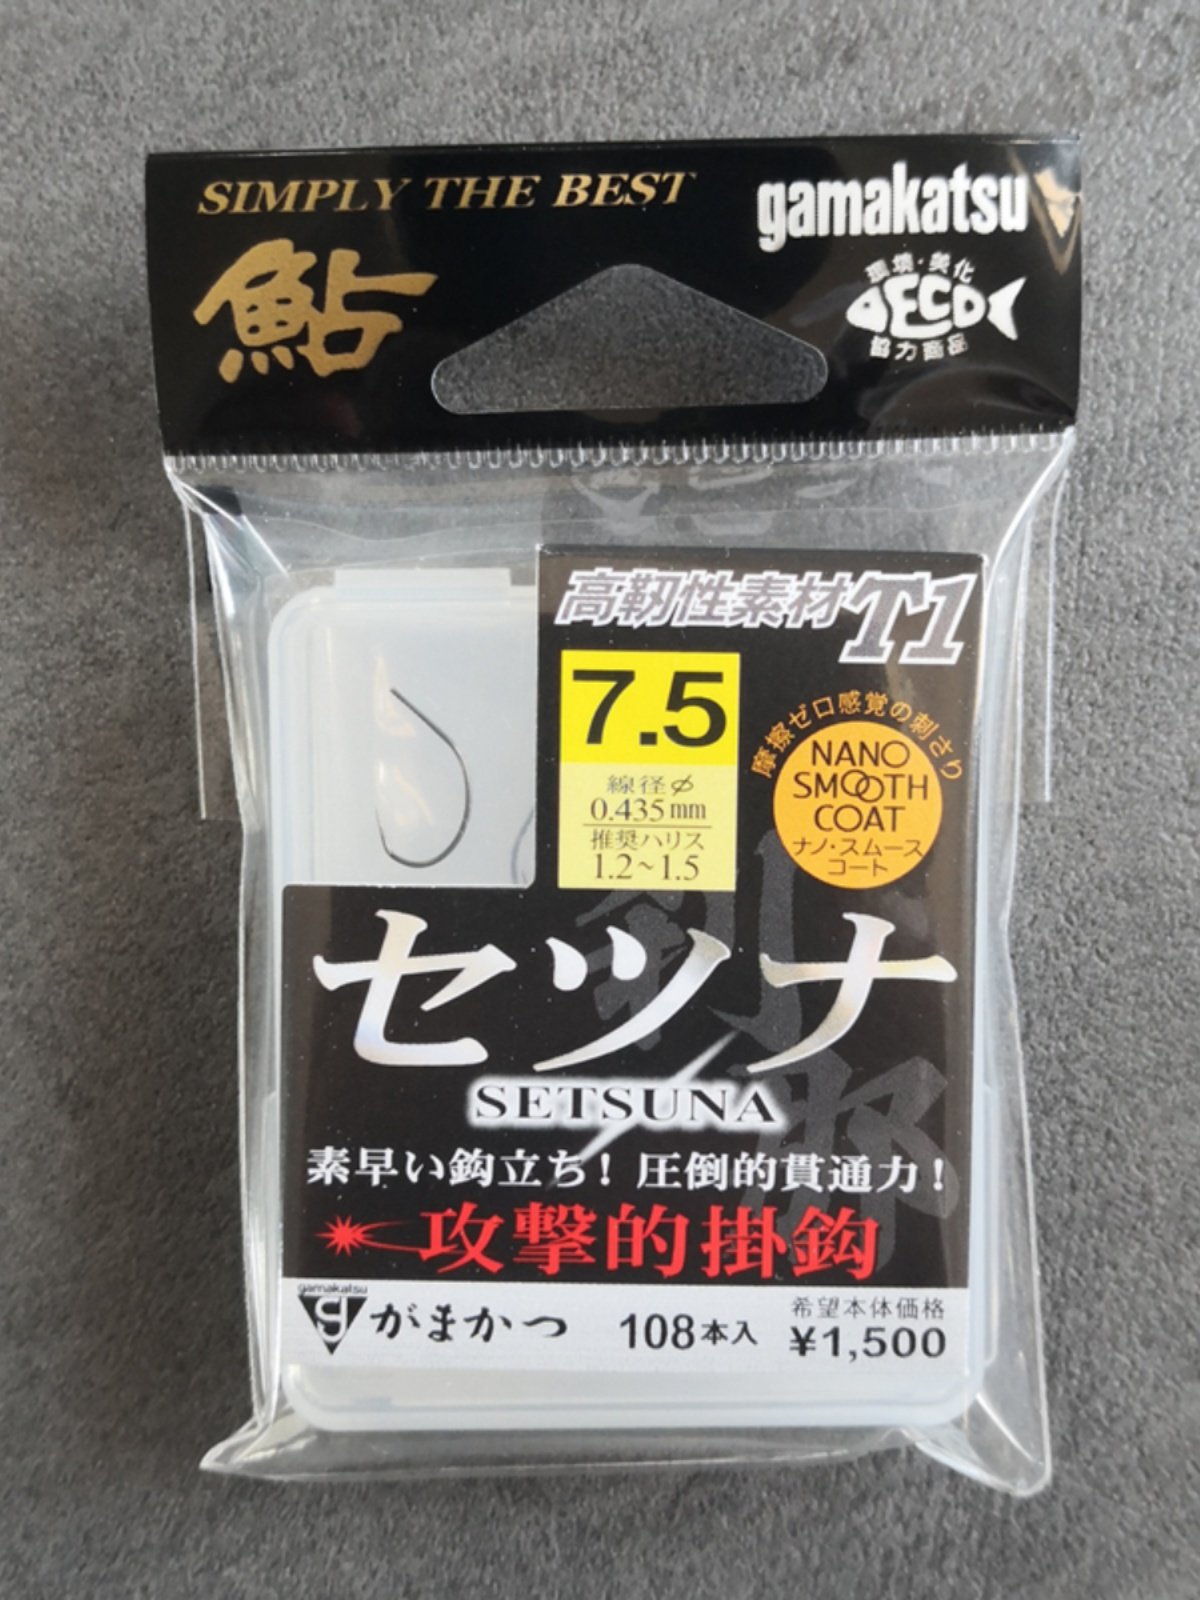 SIMPLY THE BEST
gamakatsu
鮎
環境・美化
ECO
協力商品
高靭性素材T1
7.5
線径φ
0.435mm
推奨ハリス
1.2~1.5
摩擦ゼロ感覚の刺さり
NANO
SMOOTH
COAT
ナノ・スムース
コート
刹那
セツナ
SETSUNA
素早い鈎立ち！圧倒的貫通力！
攻撃的掛鈎
gamakatsu
がまかつ
108本入
希望本体価格
¥1,500